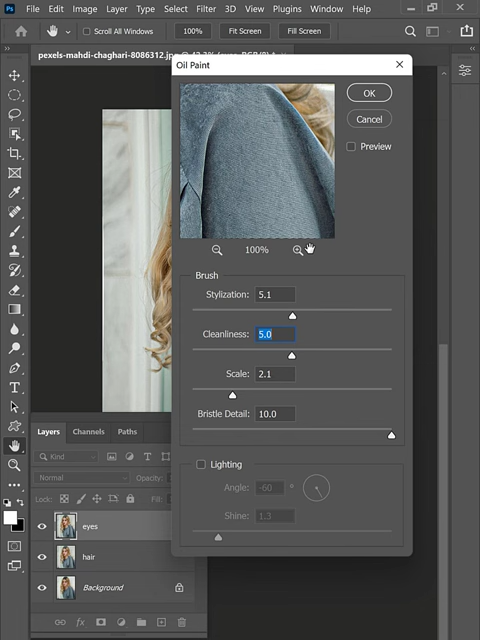 Ps File Edit Image Layer Type Select Filter 3D View Plugins Window
Scroll All Windows 100% Fit Screen Fill Screen
pexels-mahdi-chaghari-8086312.jpg
Oil Paint
OK
Cancel
Preview
100%
Brush
Stylization: 5.1
Cleanliness: 5.0
Scale: 2.1
Bristle Detail: 10.0
Lighting
Angle: -60 °
Shine: 1.3
Layers Channels Paths
Kind
Normal Opacity:
Lock: Fill:
eyes
hair
Background
fx